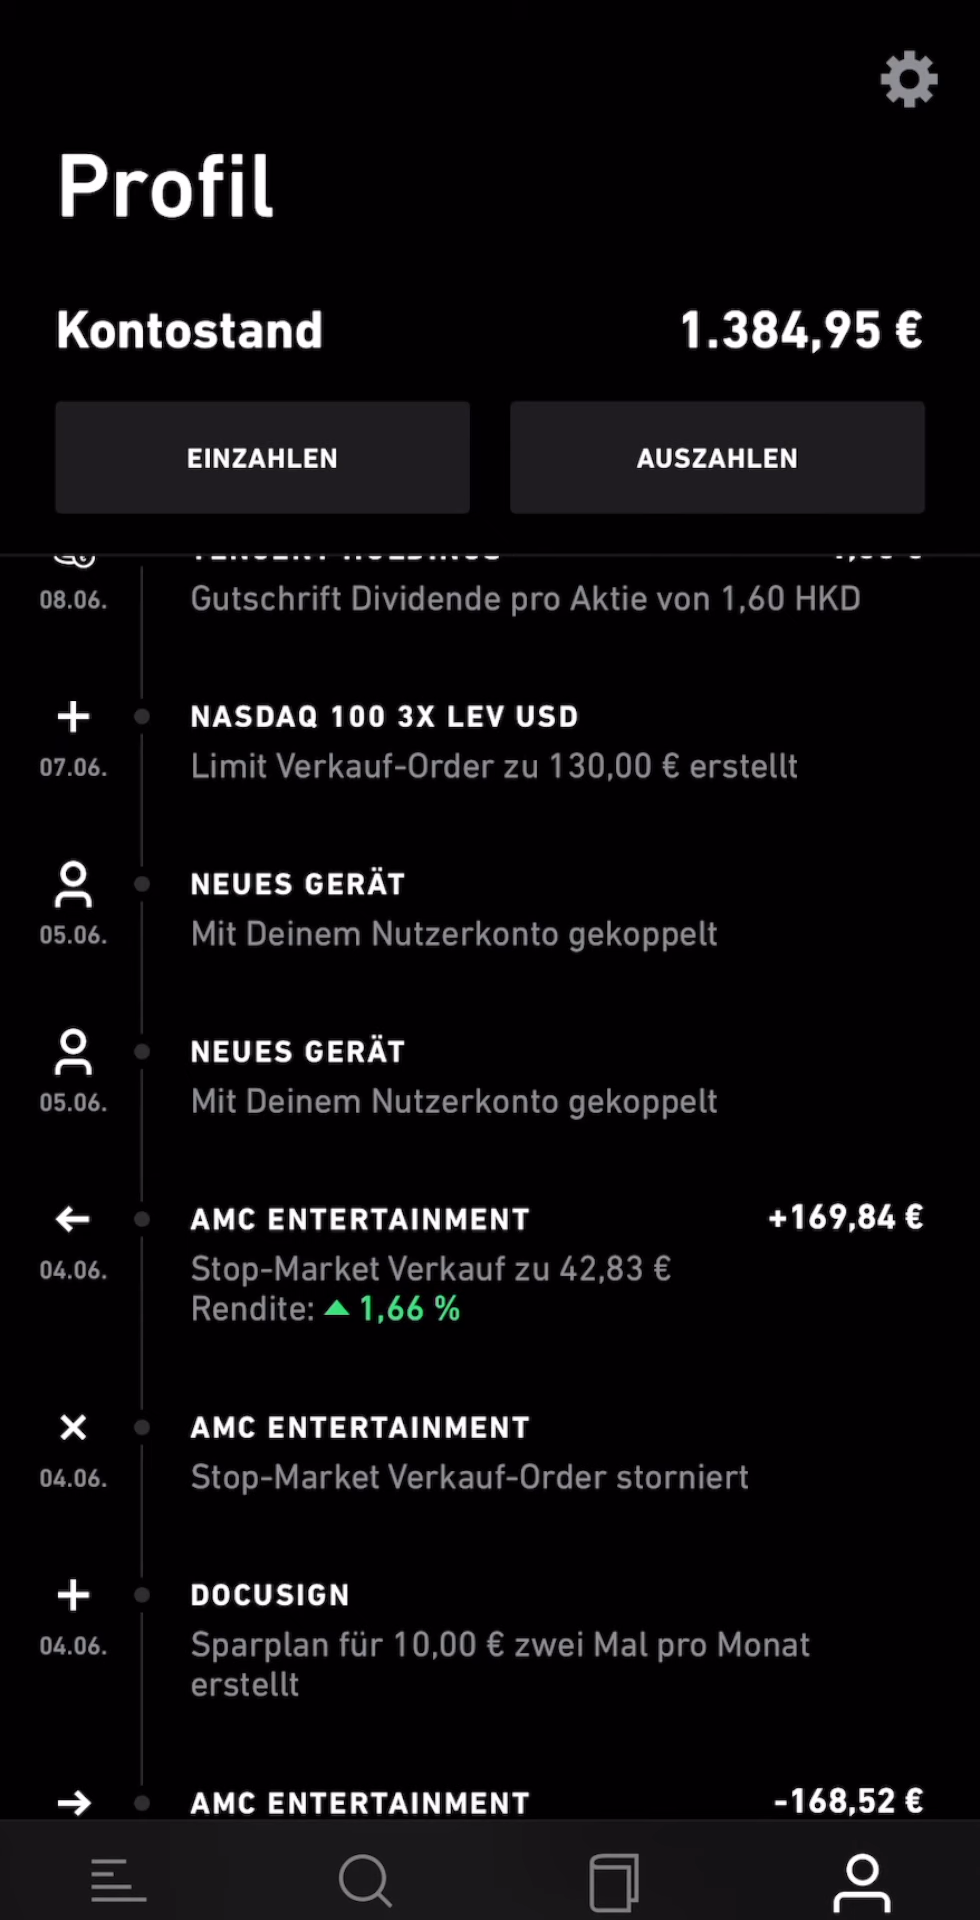 Profil
Kontostand 1.384,95 €
EINZAHLEN AUSZAHLEN
08.06. Gutschrift Dividende pro Aktie von 1,60 HKD
NASDAQ 100 3X LEV USD
07.06. Limit Verkauf-Order zu 130,00 € erstellt
NEUES GERÄT
05.06. Mit Deinem Nutzerkonto gekoppelt
NEUES GERÄT
05.06. Mit Deinem Nutzerkonto gekoppelt
AMC ENTERTAINMENT +169,84 €
04.06. Stop-Market Verkauf zu 42,83 €
Rendite: ▲ 1,66 %
AMC ENTERTAINMENT
04.06. Stop-Market Verkauf-Order storniert
DOCUSIGN
04.06. Sparplan für 10,00 € zwei Mal pro Monat
erstellt
AMC ENTERTAINMENT -168,52 €